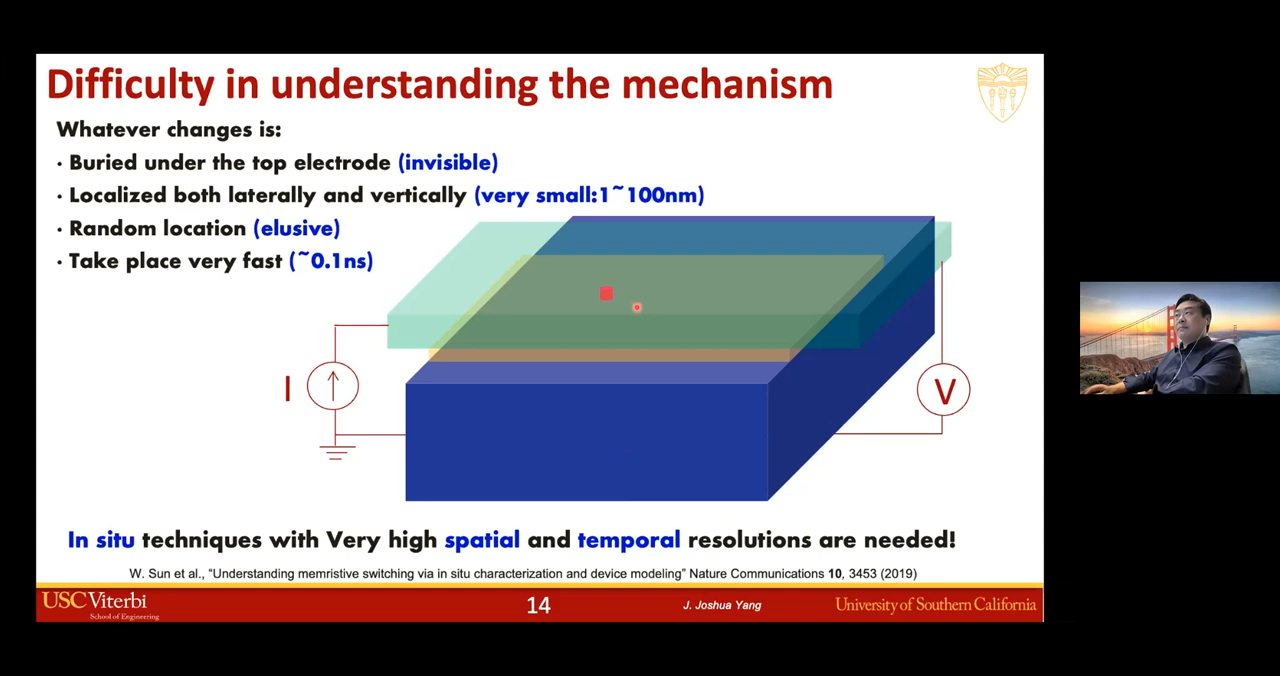 Difficulty in understanding the mechanism
Whatever changes is:
· Buried under the top electrode (invisible)
· Localized both laterally and vertically (very small:1~100nm)
· Random location (elusive)
· Take place very fast (~0.1ns)
I
V
In situ techniques with Very high spatial and temporal resolutions are needed!
W. Sun et al., “Understanding memristive switching via in situ characterization and device modeling” Nature Communications 10, 3453 (2019)
USC Viterbi
School of Engineering
14
J. Joshua Yang
University of Southern California